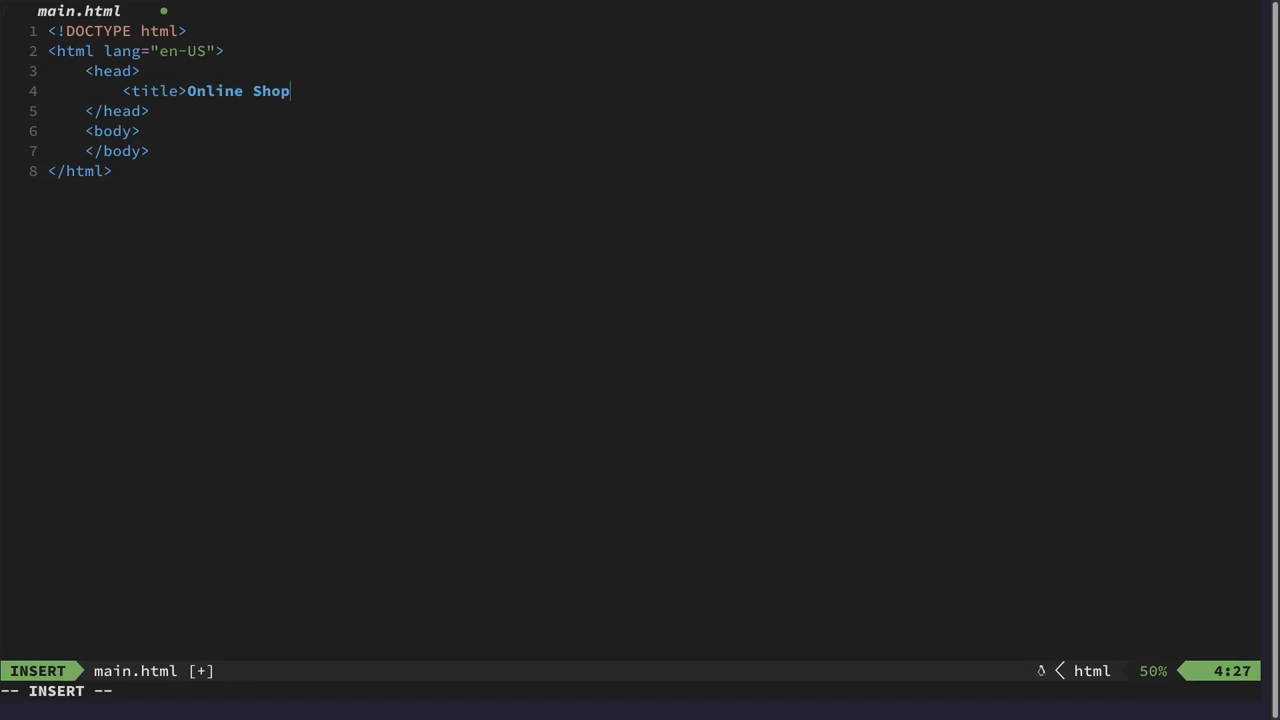 main.html
1 <!DOCTYPE html>
2 <html lang="en-US">
3     <head>
4         <title>Online Shop
5     </head>
6     <body>
7     </body>
8 </html>
INSERT main.html [+] html 50% 4:27
-- INSERT --